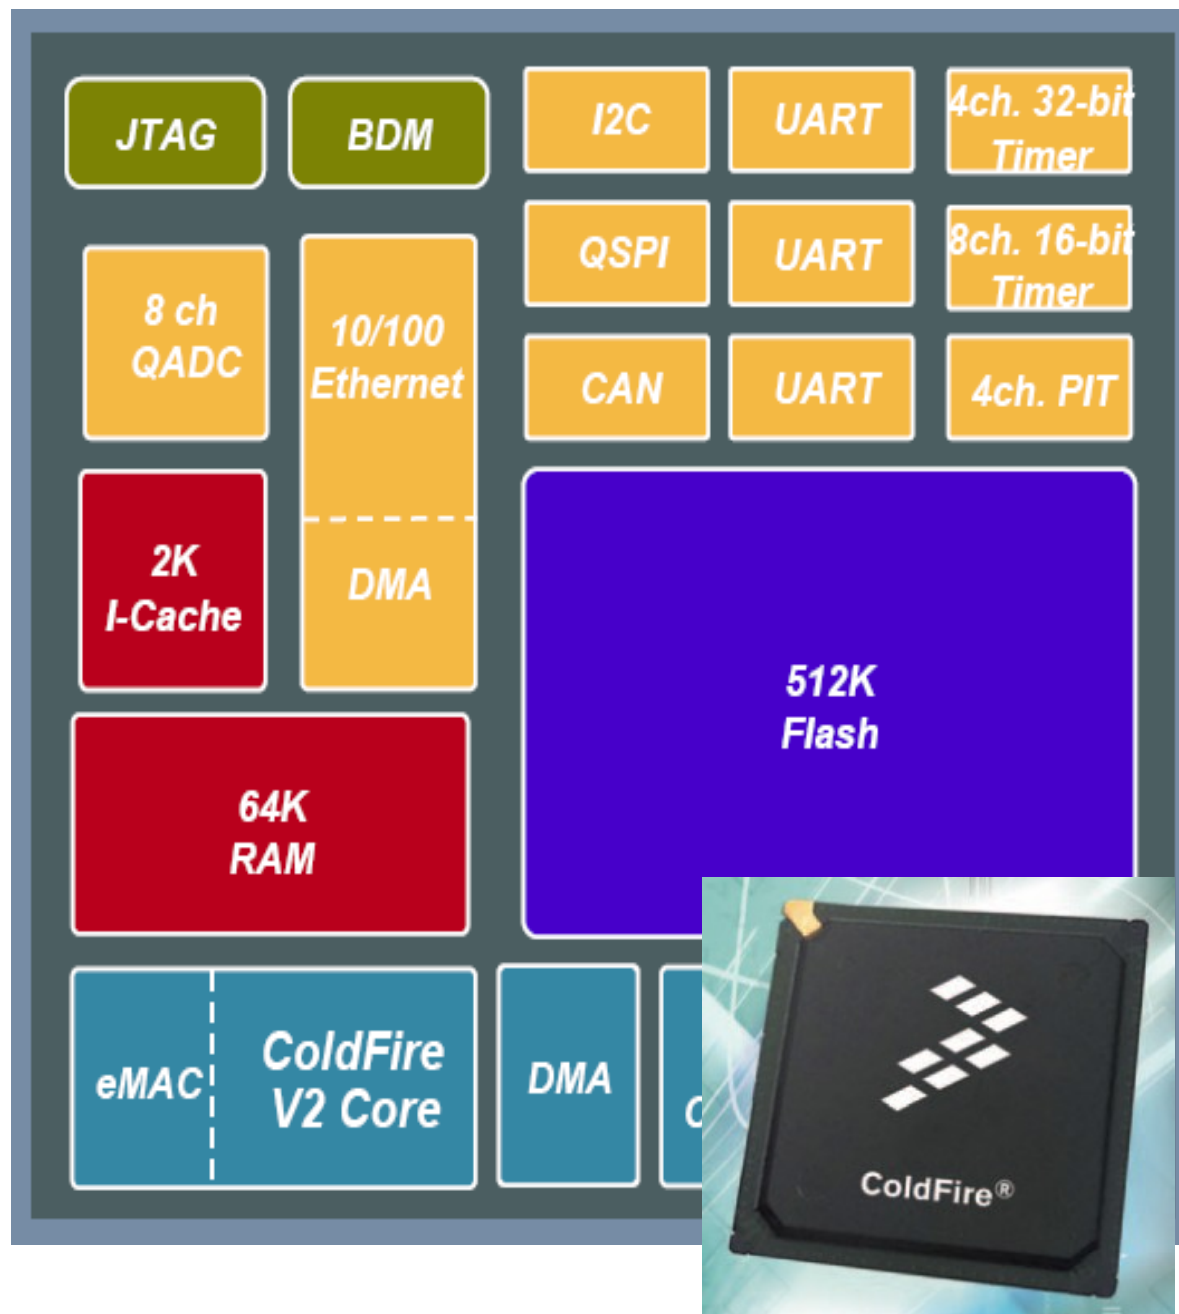 JTAG
BDM
I2C
UART
4ch. 32-bit
Timer
QSPI
UART
8ch. 16-bit
Timer
8 ch
QADC
10/100
Ethernet
CAN
UART
4ch. PIT
2K
I-Cache
DMA
512K
Flash
64K
RAM
eMAC
ColdFire
V2 Core
DMA
ColdFire®